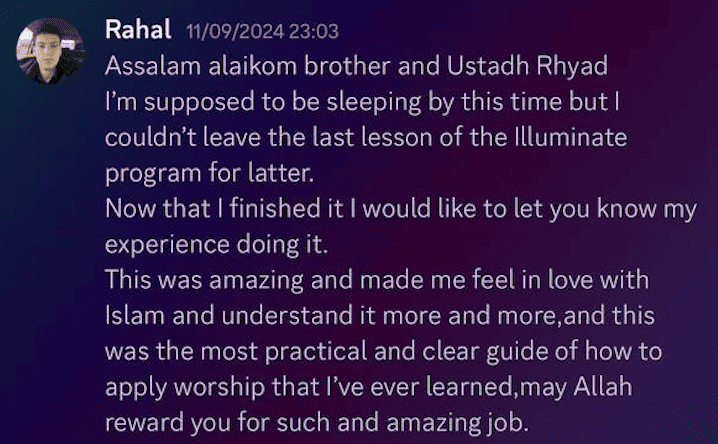 Rahal 11/09/2024 23:03
Assalam alaikom brother and Ustadh Rhyad
I'm supposed to be sleeping by this time but I
couldn't leave the last lesson of the Illuminate
program for latter.
Now that I finished it I would like to let you know my
experience doing it.
This was amazing and made me feel in love with
Islam and understand it more and more,and this
was the most practical and clear guide of how to
apply worship that I've ever learned,may Allah
reward you for such and amazing job.